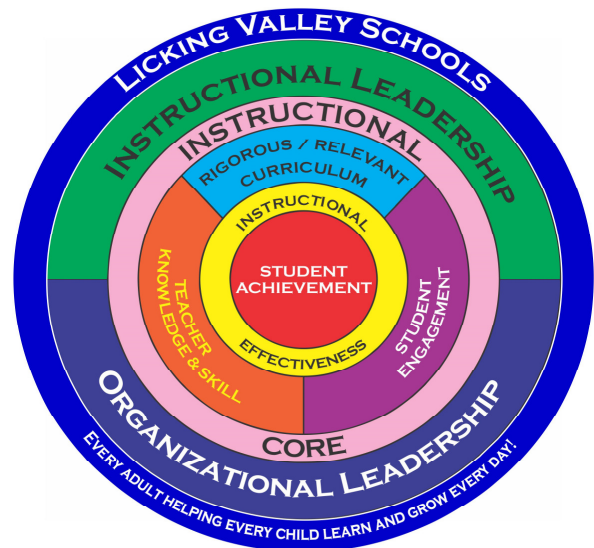 LICKING VALLEY SCHOOLS
INSTRUCTIONAL LEADERSHIP
INSTRUCTIONAL
RIGOROUS / RELEVANT
CURRICULUM
INSTRUCTIONAL
STUDENT
ACHIEVEMENT
EFFECTIVENESS
TEACHER
KNOWLEDGE & SKILL
STUDENT
ENGAGEMENT
CORE
ORGANIZATIONAL LEADERSHIP
EVERY ADULT HELPING EVERY CHILD LEARN AND GROW EVERY DAY!